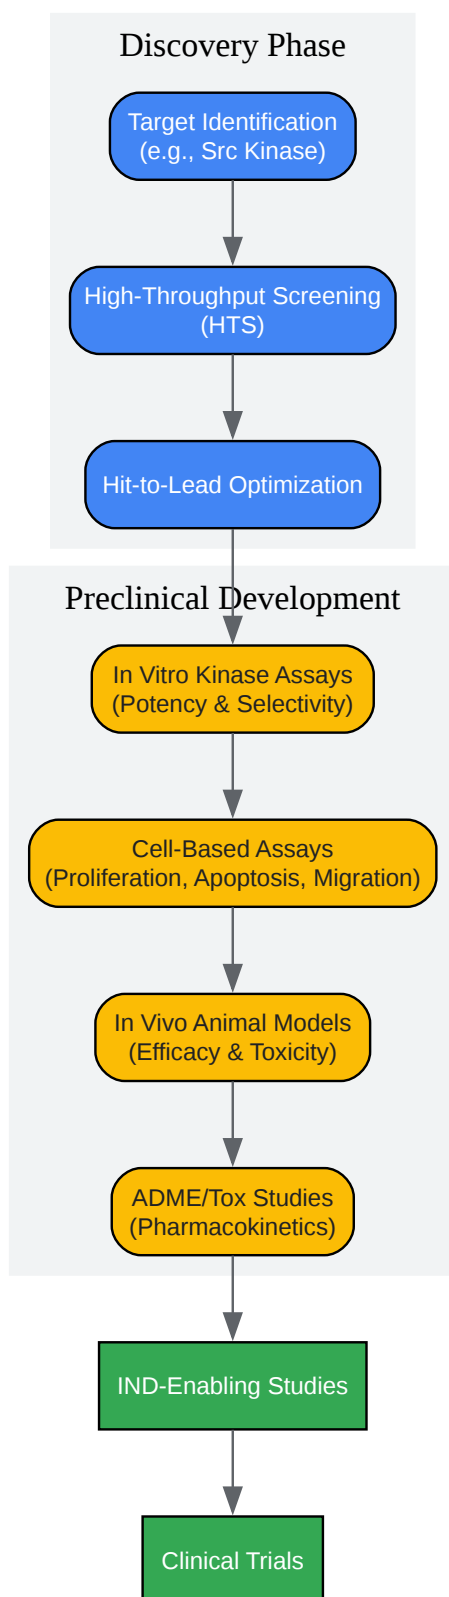 Discovery Phase
Target Identification
(e.g., Src Kinase)
High-Throughput Screening
(HTS)
Hit-to-Lead Optimization
Preclinical Development
In Vitro Kinase Assays
(Potency & Selectivity)
Cell-Based Assays
(Proliferation, Apoptosis, Migration)
In Vivo Animal Models
(Efficacy & Toxicity)
ADME/Tox Studies
(Pharmacokinetics)
IND-Enabling Studies
Clinical Trials